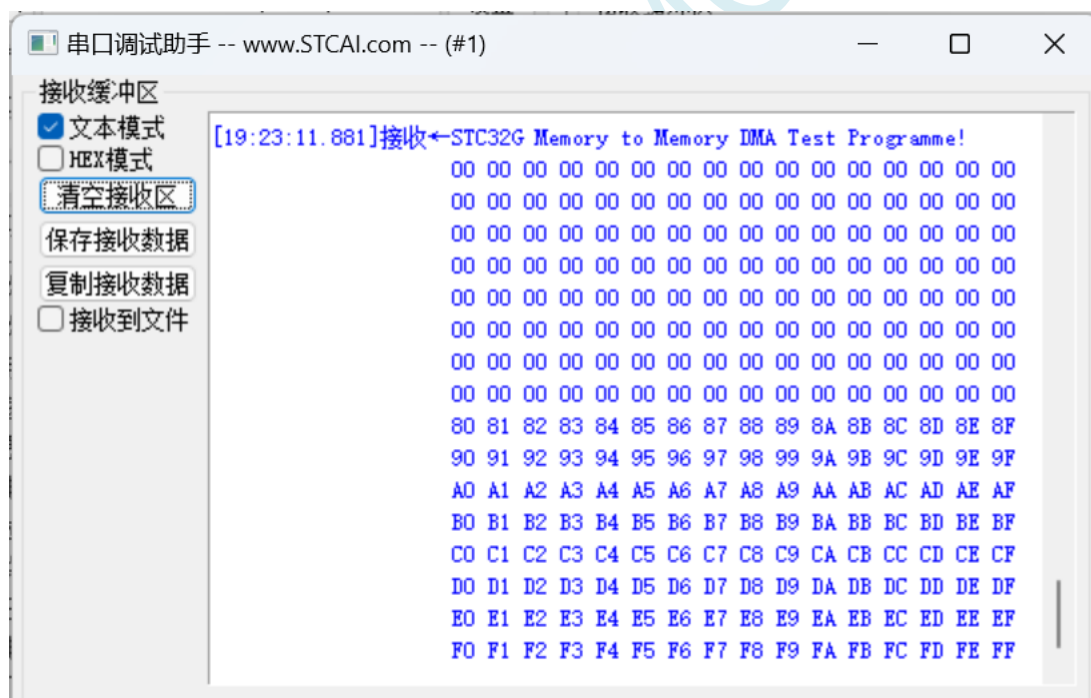 串口调试助手 -- www.STCAI.com -- (#1)
接收缓冲区
文本模式
HEX模式
清空接收区
保存接收数据
复制接收数据
接收到文件
[19:23:11.881]接收←STC32G Memory to Memory DMA Test Programme!
00 00 00 00 00 00 00 00 00 00 00 00 00 00 00 00
00 00 00 00 00 00 00 00 00 00 00 00 00 00 00 00
00 00 00 00 00 00 00 00 00 00 00 00 00 00 00 00
00 00 00 00 00 00 00 00 00 00 00 00 00 00 00 00
00 00 00 00 00 00 00 00 00 00 00 00 00 00 00 00
00 00 00 00 00 00 00 00 00 00 00 00 00 00 00 00
00 00 00 00 00 00 00 00 00 00 00 00 00 00 00 00
00 00 00 00 00 00 00 00 00 00 00 00 00 00 00 00
80 81 82 83 84 85 86 87 88 89 8A 8B 8C 8D 8E 8F
90 91 92 93 94 95 96 97 98 99 9A 9B 9C 9D 9E 9F
A0 A1 A2 A3 A4 A5 A6 A7 A8 A9 AA AB AC AD AE AF
B0 B1 B2 B3 B4 B5 B6 B7 B8 B9 BA BB BC BD BE BF
C0 C1 C2 C3 C4 C5 C6 C7 C8 C9 CA CB CC CD CE CF
D0 D1 D2 D3 D4 D5 D6 D7 D8 D9 DA DB DC DD DE DF
E0 E1 E2 E3 E4 E5 E6 E7 E8 E9 EA EB EC ED EE EF
F0 F1 F2 F3 F4 F5 F6 F7 F8 F9 FA FB FC FD FE FF